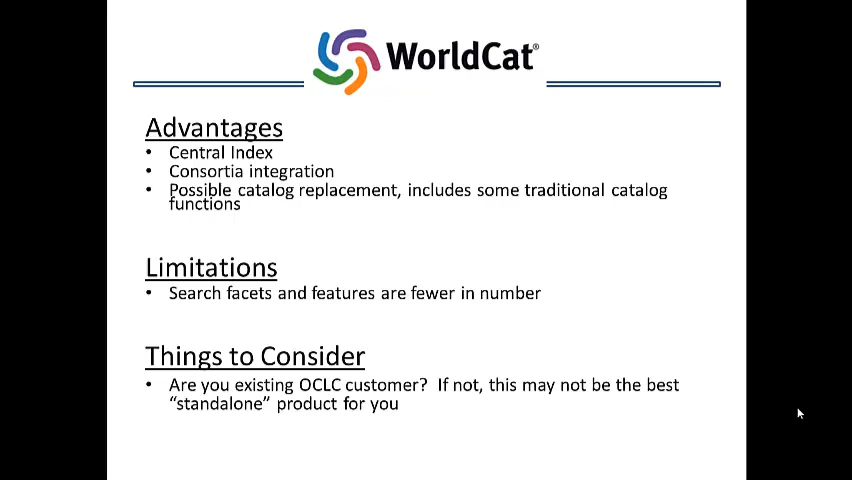 WorldCat®
Advantages
• Central Index
• Consortia integration
• Possible catalog replacement, includes some traditional catalog
functions
Limitations
• Search facets and features are fewer in number
Things to Consider
• Are you existing OCLC customer?  If not, this may not be the best
“standalone” product for you